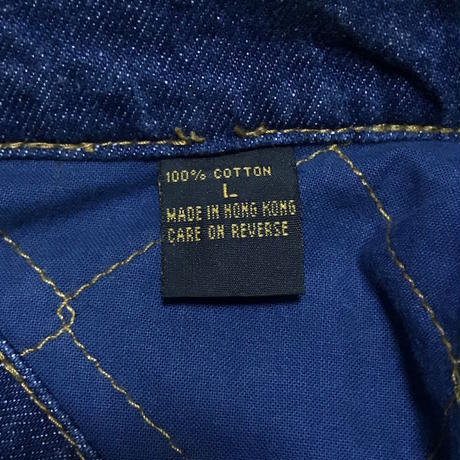 100% COTTON
L
MADE IN HONG KONG
CARE ON REVERSE